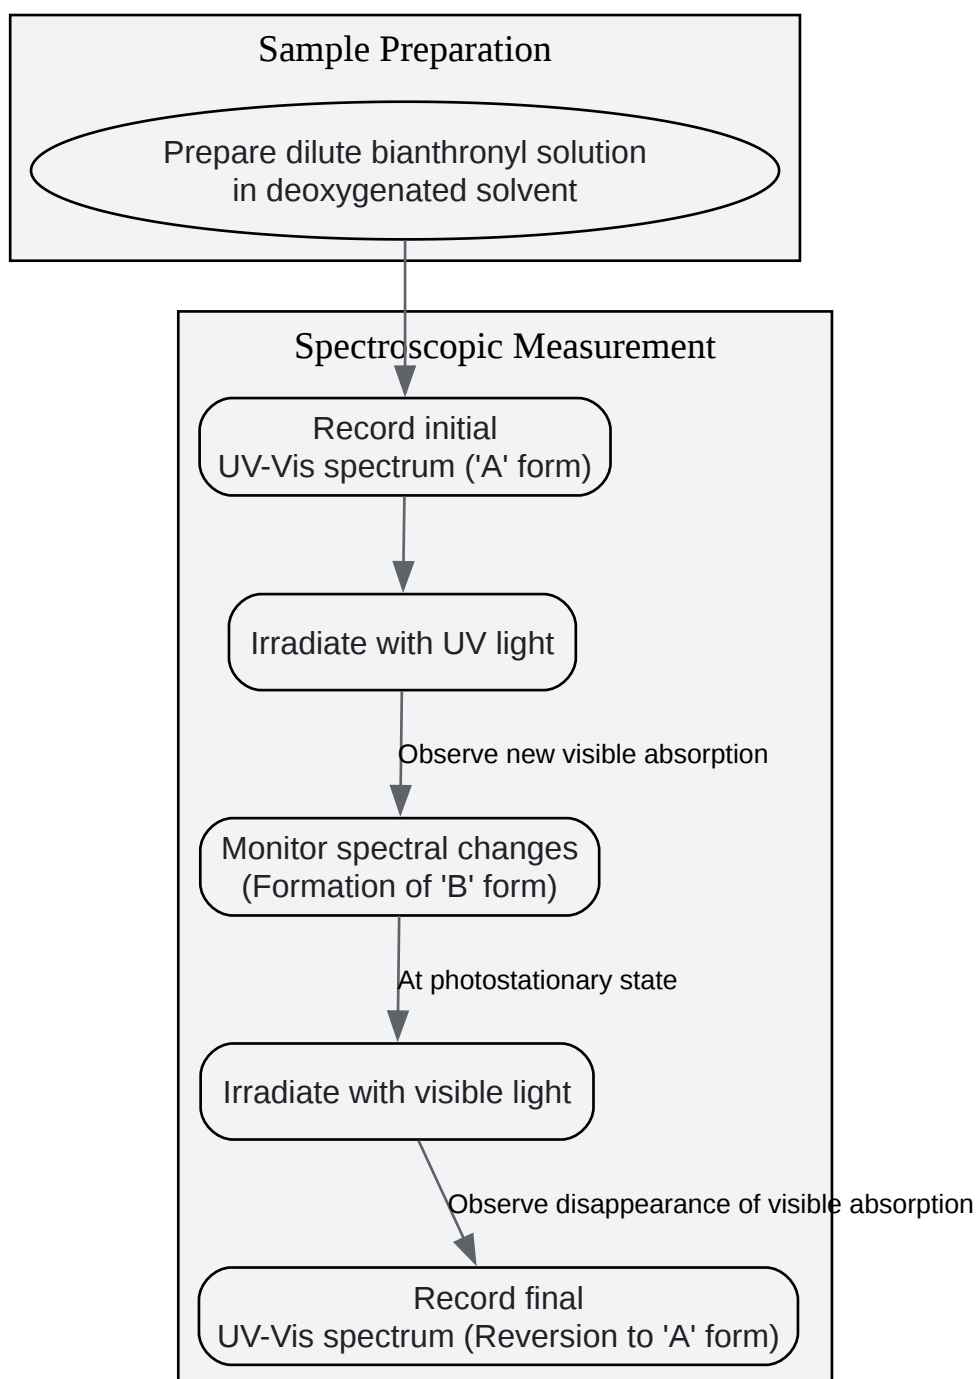 Sample Preparation
Prepare dilute bianthronyl solution
in deoxygenated solvent
Spectroscopic Measurement
Record initial
UV-Vis spectrum ('A' form)
Irradiate with UV light
Observe new visible absorption
Monitor spectral changes
(Formation of 'B' form)
At photostationary state
Irradiate with visible light
Observe disappearance of visible absorption
Record final
UV-Vis spectrum (Reversion to 'A' form)